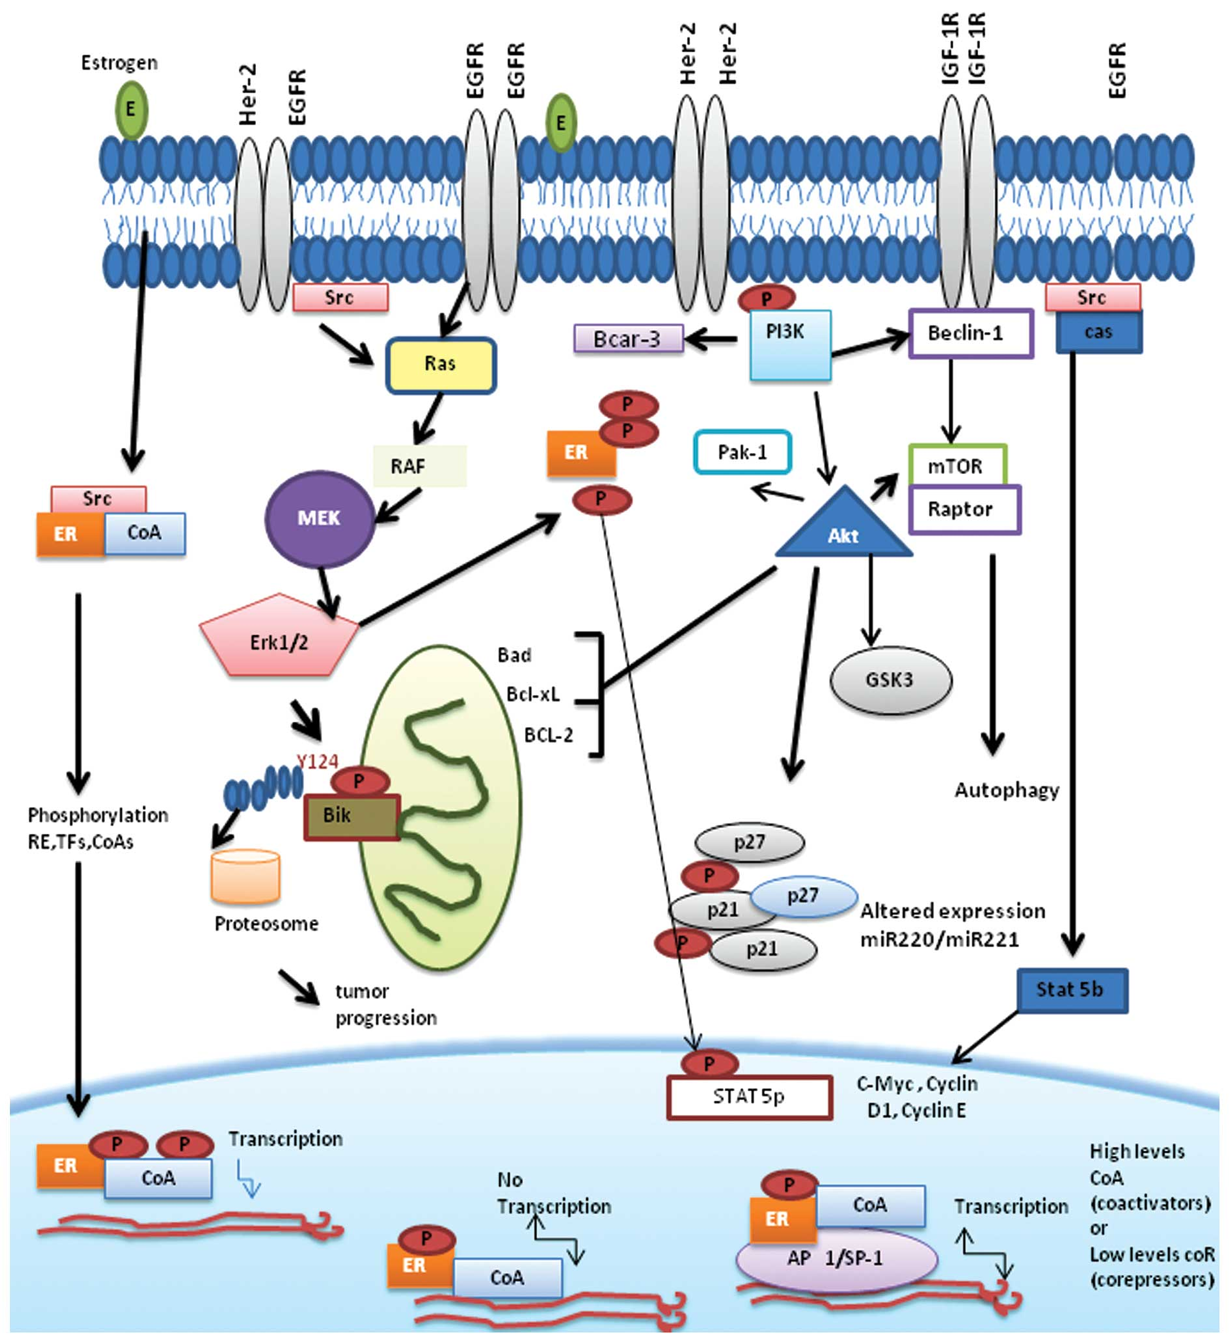 Estrogen
E
Her-2
EGFR
EGFR
EGFR
E
Her-2
Her-2
IGF-1R
IGF-1R
EGFR
Src
Ras
RAF
MEK
Erk1/2
Src
ER
CoA
Bcar-3
P
PI3K
Beclin-1
Src
cas
P
P
ER
P
Pak-1
Akt
mTOR
Raptor
GSK3
Autophagy
Bad
Bcl-xL
BCL-2
Y124
P
Bik
Proteosome
tumor
progression
Phosphorylation
RE,TFs,CoAs
p27
P
p21
p27
P
p21
Altered expression
miR220/miR221
Stat 5b
C-Myc , Cyclin
D1, Cyclin E
P
STAT 5p
ER
P
P
CoA
Transcription
No
Transcription
P
ER
CoA
P
ER
CoA
AP 1/SP-1
Transcription
High levels
CoA
(coactivators)
or
Low levels coR
(corepressors)